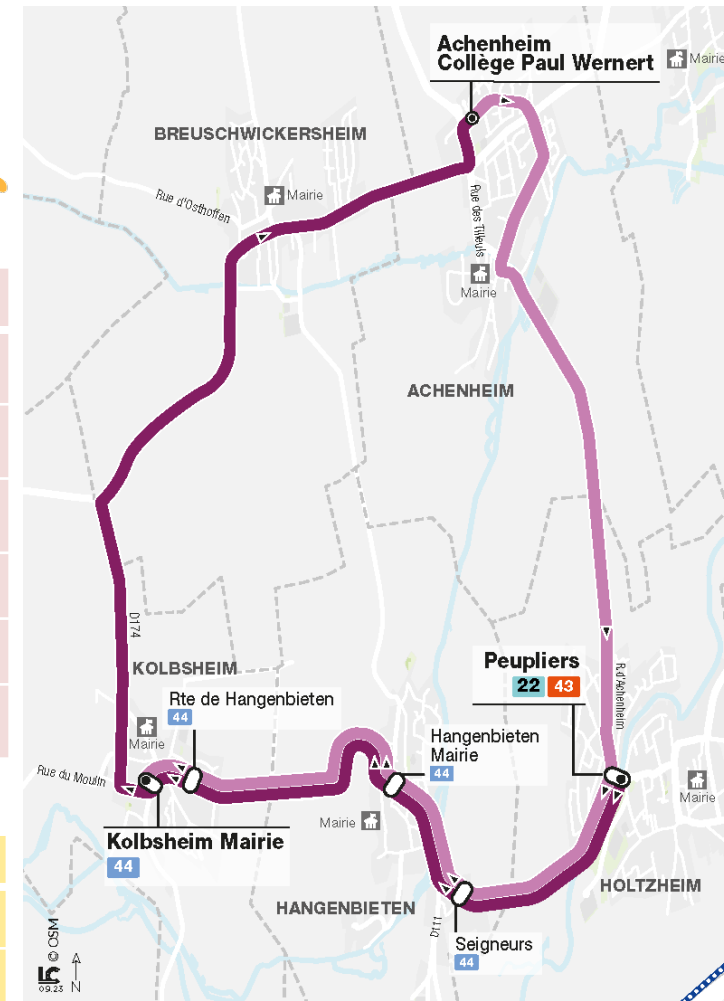 Achenheim
Collège Paul Wernert
Mairie
BREUSCHWICKERSHEIM
Mairie
Rue d'Osthoffen
Rue des Tilleuls
Mairie
ACHENHEIM
D174
KOLBSHEIM
Peupliers
22 43
R.d'Achenheim
Rte de Hangenbieten
44
Mairie
Hangenbieten
Mairie
44
Rue du Moulin
Mairie
Mairie
Kolbsheim Mairie
44
HOLTZHEIM
HANGENBIETEN
D111
Seigneurs
44
© OSM
LC
09.23
N